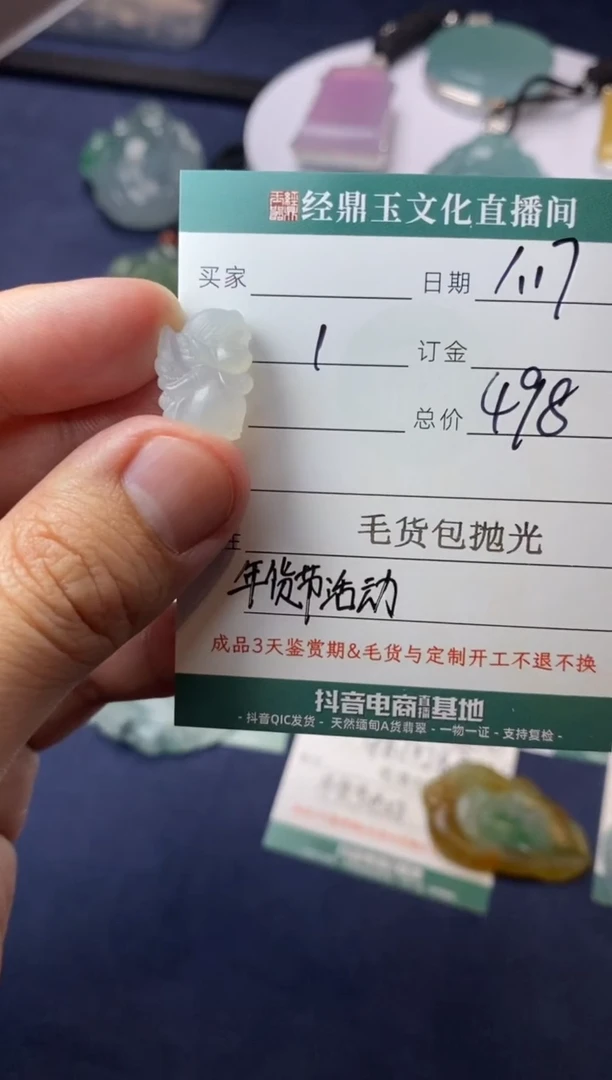 经鼎玉文化直播间
买家 日期 1.17
1 订金
总价 498
毛货包抛光
年货节活动
成品3天鉴赏期&毛货与定制开工不退不换
抖音电商直播基地
- 抖音QIC发货 - 天然缅甸A货翡翠 - 一物一证 - 支持复检 -